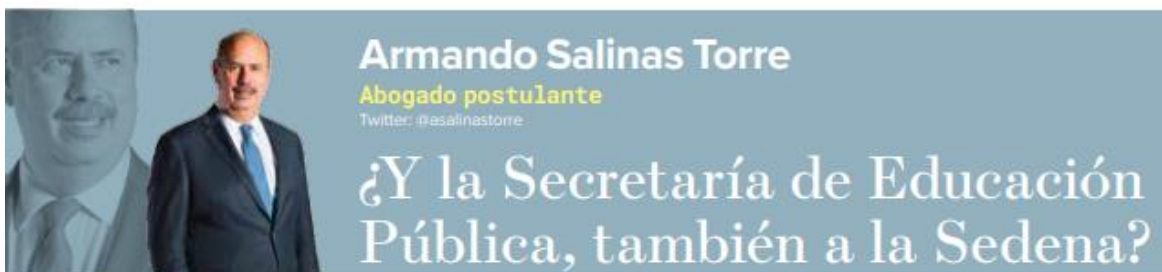 Armando Salinas Torre
Abogado postulante
Twitter: @asalinastorre
¿Y la Secretaría de Educación
Pública, también a la Sedena?